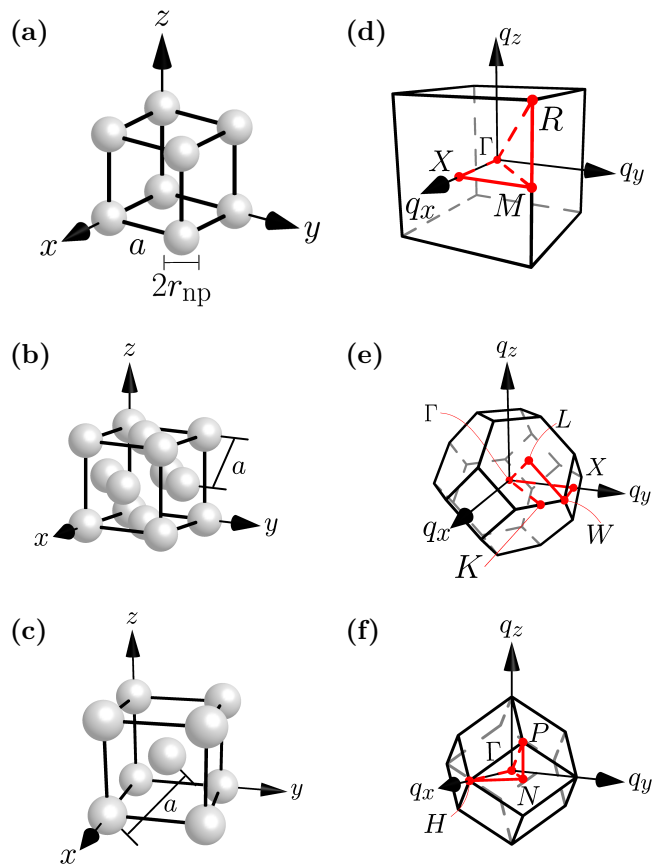 (a)
z
x
y
a
2r_np
(d)
q_z
R
Γ
X
q_y
q_x
M
(b)
z
a
x
y
(e)
q_z
Γ
L
X
q_y
q_x
W
K
(c)
z
a
y
x
(f)
q_z
P
Γ
q_x
q_y
N
H